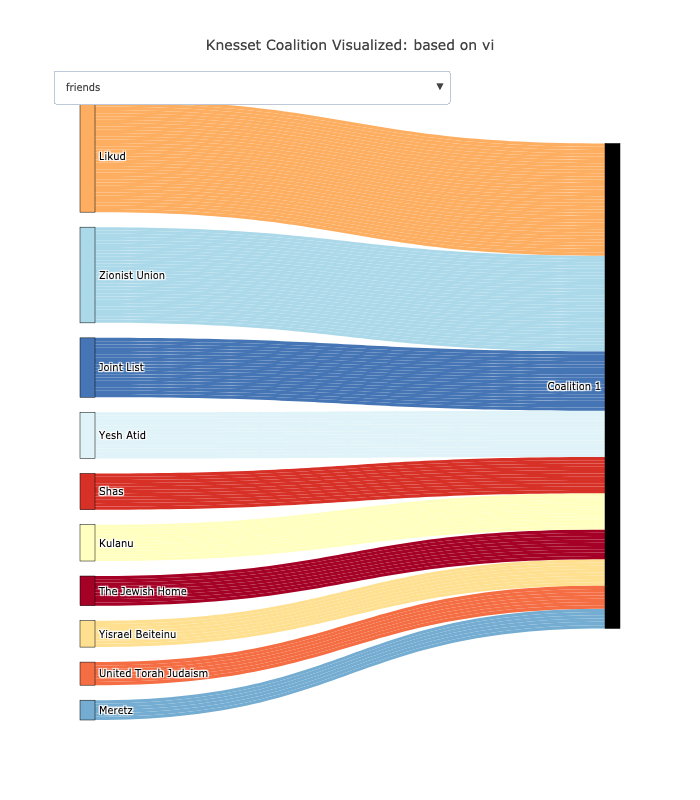 Knesset Coalition Visualized: based on vi
friends
Likud
Zionist Union
Joint List
Coalition 1
Yesh Atid
Shas
Kulanu
The Jewish Home
Yisrael Beiteinu
United Torah Judaism
Meretz